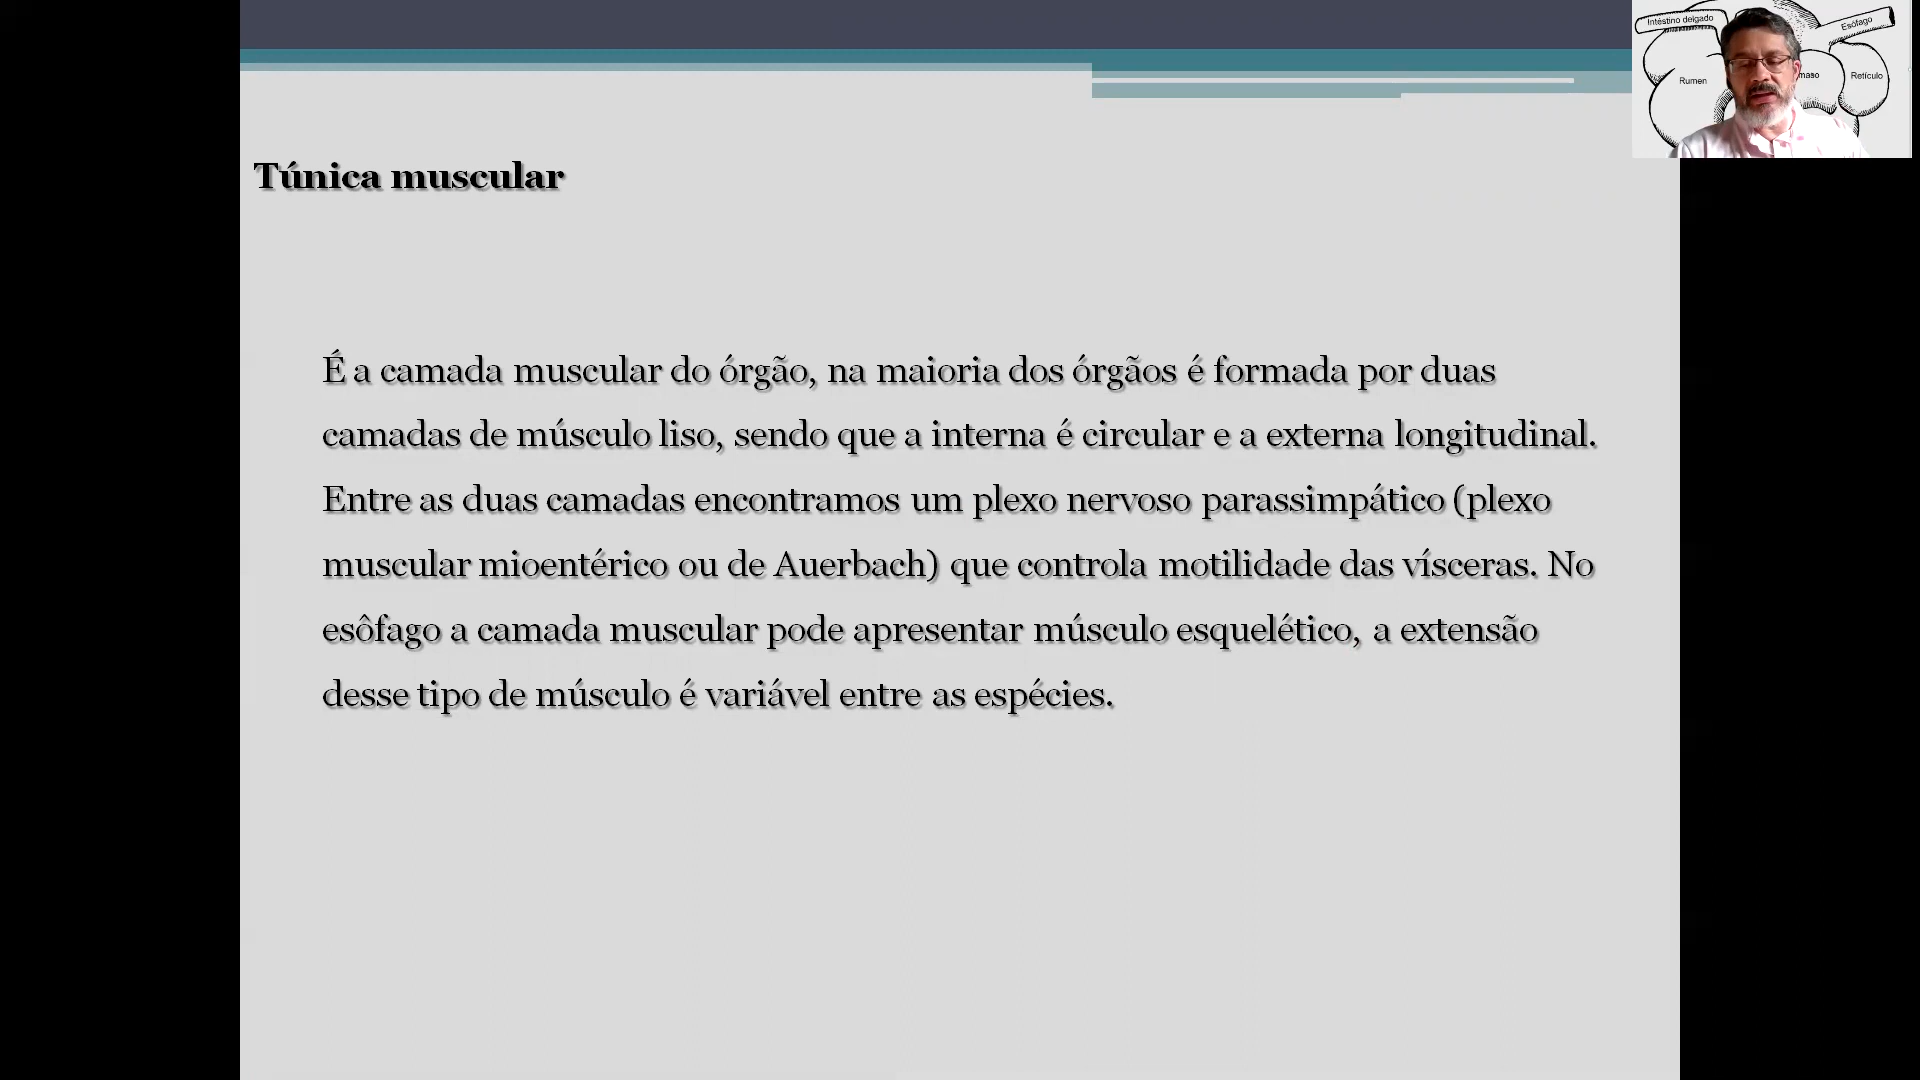 Intestino delgado
Esôfago
Rumen
maso
Retículo
Túnica muscular
É a camada muscular do órgão, na maioria dos órgãos é formada por duas
camadas de músculo liso, sendo que a interna é circular e a externa longitudinal.
Entre as duas camadas encontramos um plexo nervoso parassimpático (plexo
muscular mioentérico ou de Auerbach) que controla motilidade das vísceras. No
esôfago a camada muscular pode apresentar músculo esquelético, a extensão
desse tipo de músculo é variável entre as espécies.